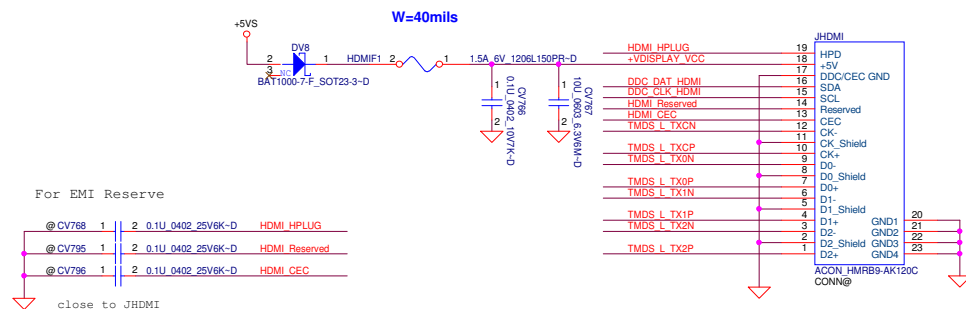 W=40mils
+5VS
DV8
2 1 HDMIF1 2 1 1.5A_6V_1206L150PR~D
3 NC
BAT1000-7-F_SOT23-3~D
1 2 CV766
0.1U_0402_10V7K~D
1 2 CV767
10U_0603_6.3V6M~D
JHDMI
HDMI_HPLUG 19 HPD
+VDISPLAY_VCC 18 +5V
17 DDC/CEC GND
DDC_DAT_HDMI 16 SDA
DDC_CLK_HDMI 15 SCL
HDMI_Reserved 14 Reserved
HDMI_CEC 13 CEC
TMDS_L_TXCN 12 CK-
11 CK_Shield
TMDS_L_TXCP 10 CK+
TMDS_L_TX0N 9 D0-
8 D0_Shield
TMDS_L_TX0P 7 D0+
TMDS_L_TX1N 6 D1-
5 D1_Shield
TMDS_L_TX1P 4 D1+ GND1 20
TMDS_L_TX2N 3 D2- GND2 21
2 D2_Shield GND3 22
TMDS_L_TX2P 1 D2+ GND4 23
ACON_HMRB9-AK120C
CONN@
For EMI Reserve
@ CV768 1 2 0.1U_0402_25V6K~D HDMI_HPLUG
@ CV795 1 2 0.1U_0402_25V6K~D HDMI_Reserved
@ CV796 1 2 0.1U_0402_25V6K~D HDMI_CEC
close to JHDMI